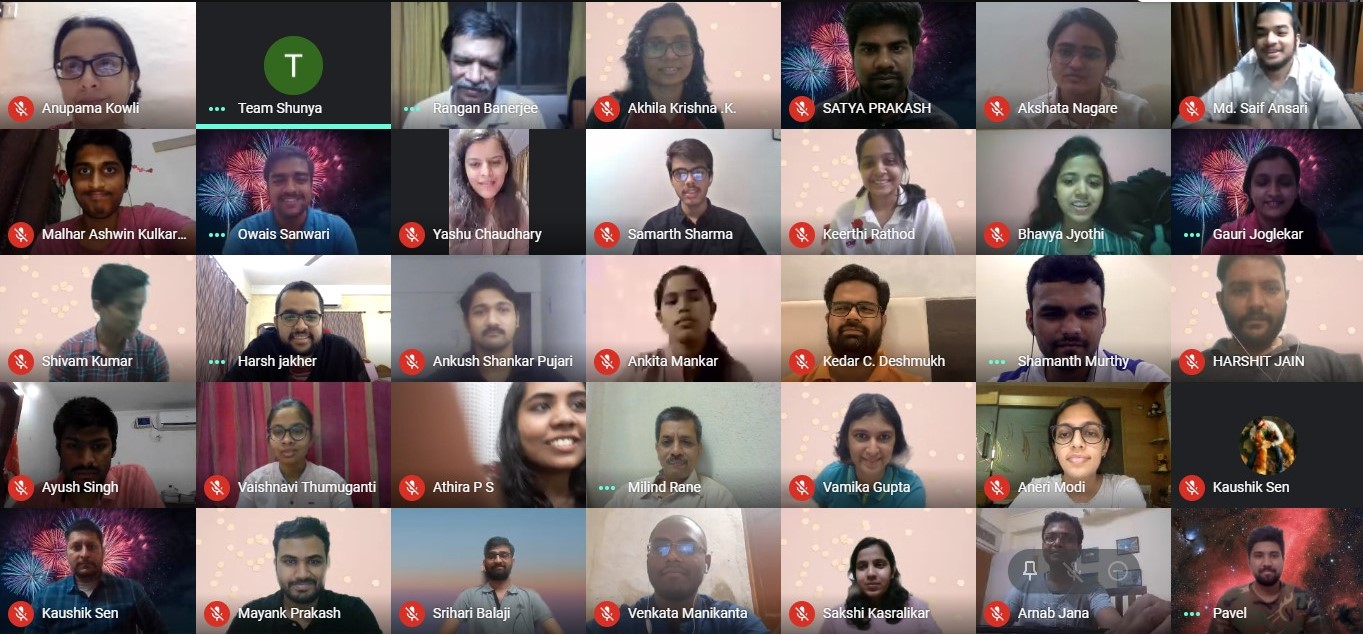 Anupama Kowli
T
Team Shunya
Rangan Banerjee
Akhila Krishna .K.
SATYA PRAKASH
Akshata Nagare
Md. Saif Ansari
Malhar Ashwin Kulkar...
Owais Sanwari
Yashu Chaudhary
Samarth Sharma
Keerthi Rathod
Bhavya Jyothi
Gauri Joglekar
Shivam Kumar
Harsh jakher
Ankush Shankar Pujari
Ankita Mankar
Kedar C. Deshmukh
Shamanth Murthy
HARSHIT JAIN
Ayush Singh
Vaishnavi Thumuganti
Athira P S
Milind Rane
Vamika Gupta
Aneri Modi
Kaushik Sen
Kaushik Sen
Mayank Prakash
Srihari Balaji
Venkata Manikanta
Sakshi Kasralikar
Arnab Jana
Pavel